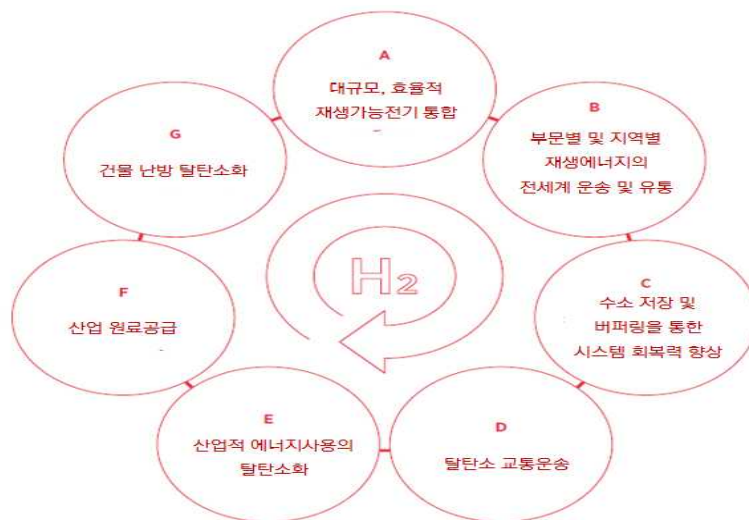 A
대규모, 효율적
재생가능전기 통합
B
부문별 및 지역별
재생에너지의
전세계 운송 및 유통
C
수소 저장 및
버퍼링을 통한
시스템 회복력 향상
D
탈탄소 교통운송
E
산업적 에너지사용의
탈탄소화
F
산업 원료공급
G
건물 난방 탈탄소화
H₂